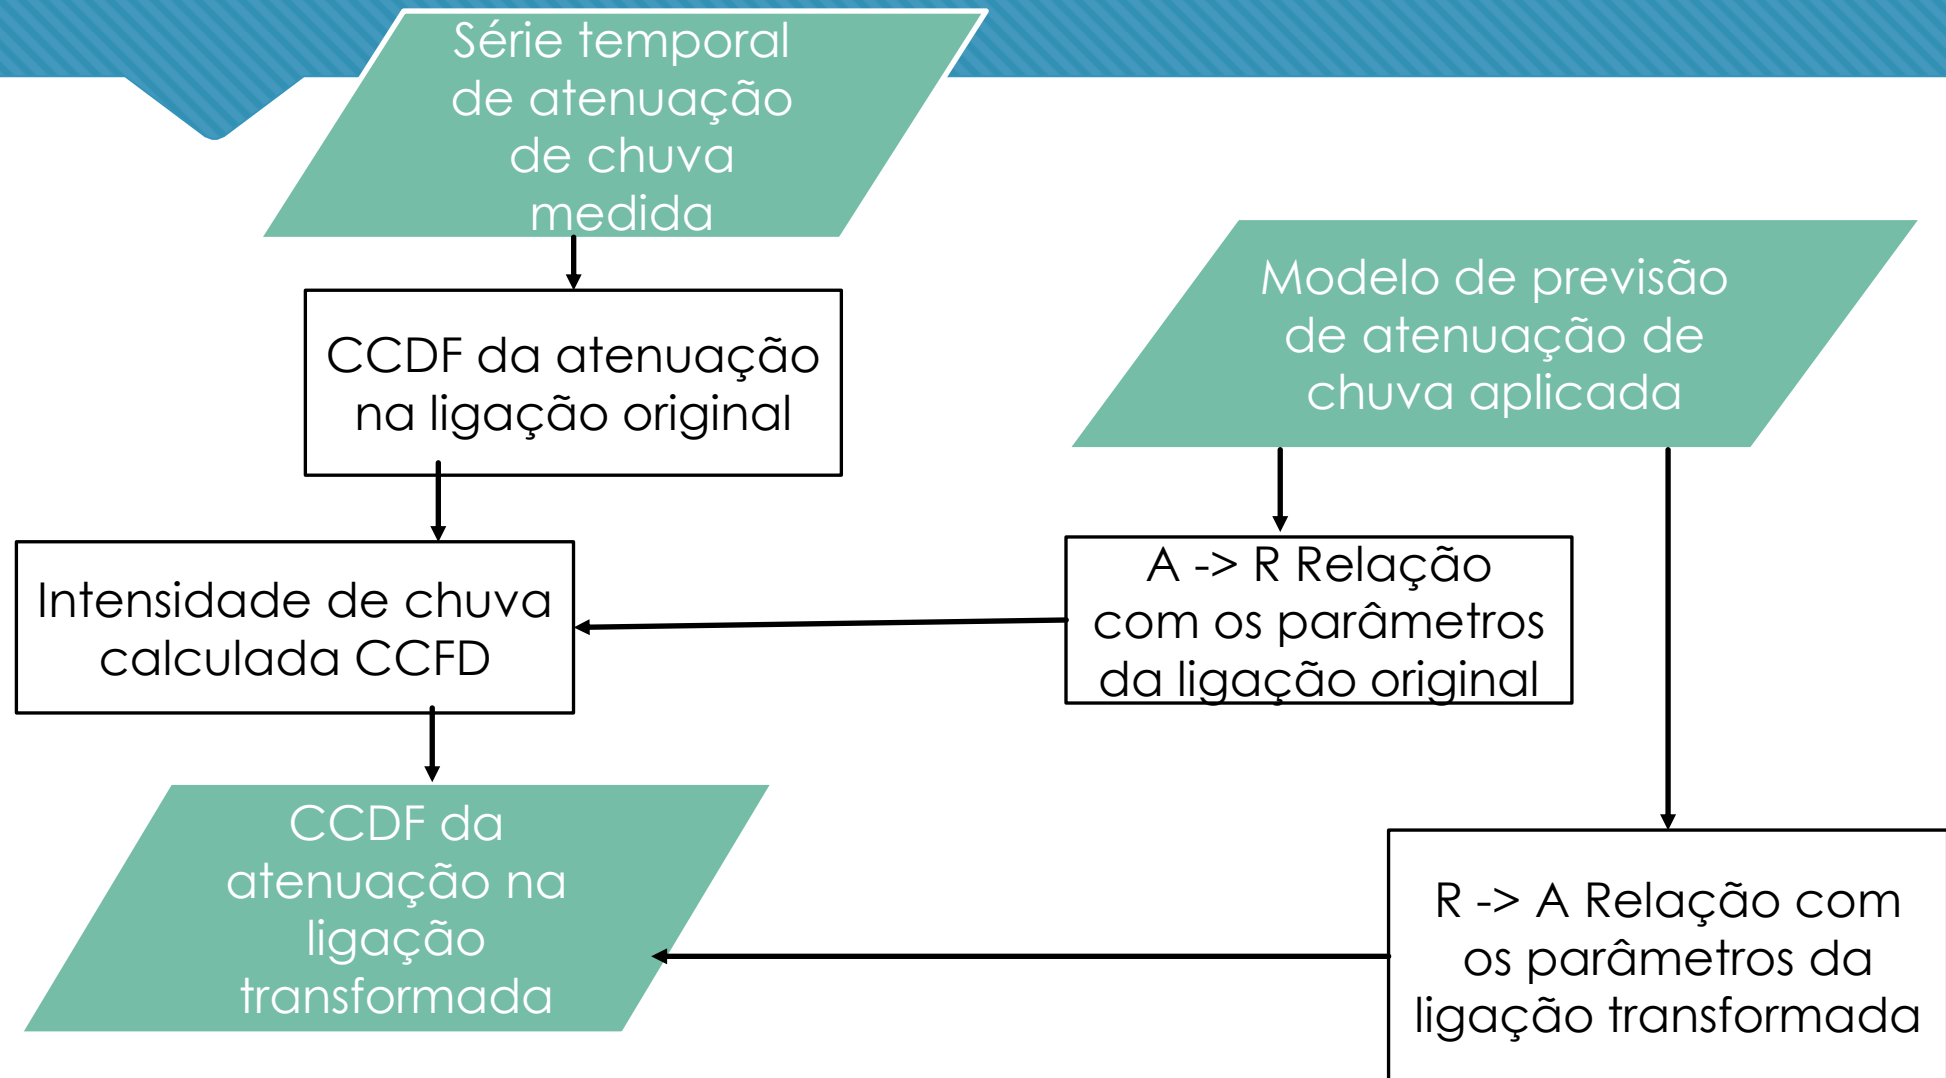 Série temporal
de atenuação
de chuva
medida
CCDF da atenuação
na ligação original
Modelo de previsão
de atenuação de
chuva aplicada
Intensidade de chuva
calculada CCFD
A -> R Relação
com os parâmetros
da ligação original
CCDF da
atenuação na
ligação
transformada
R -> A Relação com
os parâmetros da
ligação transformada